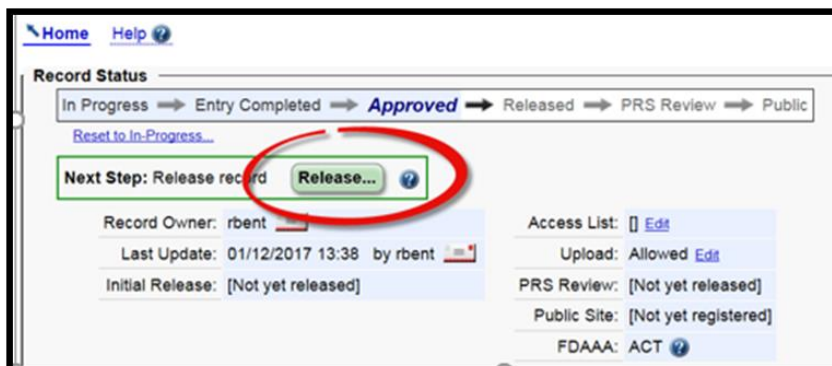 Home Help
Record Status
In Progress Entry Completed Approved Released PRS Review Public
Reset to In-Progress...
Next Step: Release record Release...
Record Owner: rbent
Access List: [] Edit
Last Update: 01/12/2017 13:38 by rbent
Upload: Allowed Edit
Initial Release: [Not yet released]
PRS Review: [Not yet released]
Public Site: [Not yet registered]
FDAAA: ACT